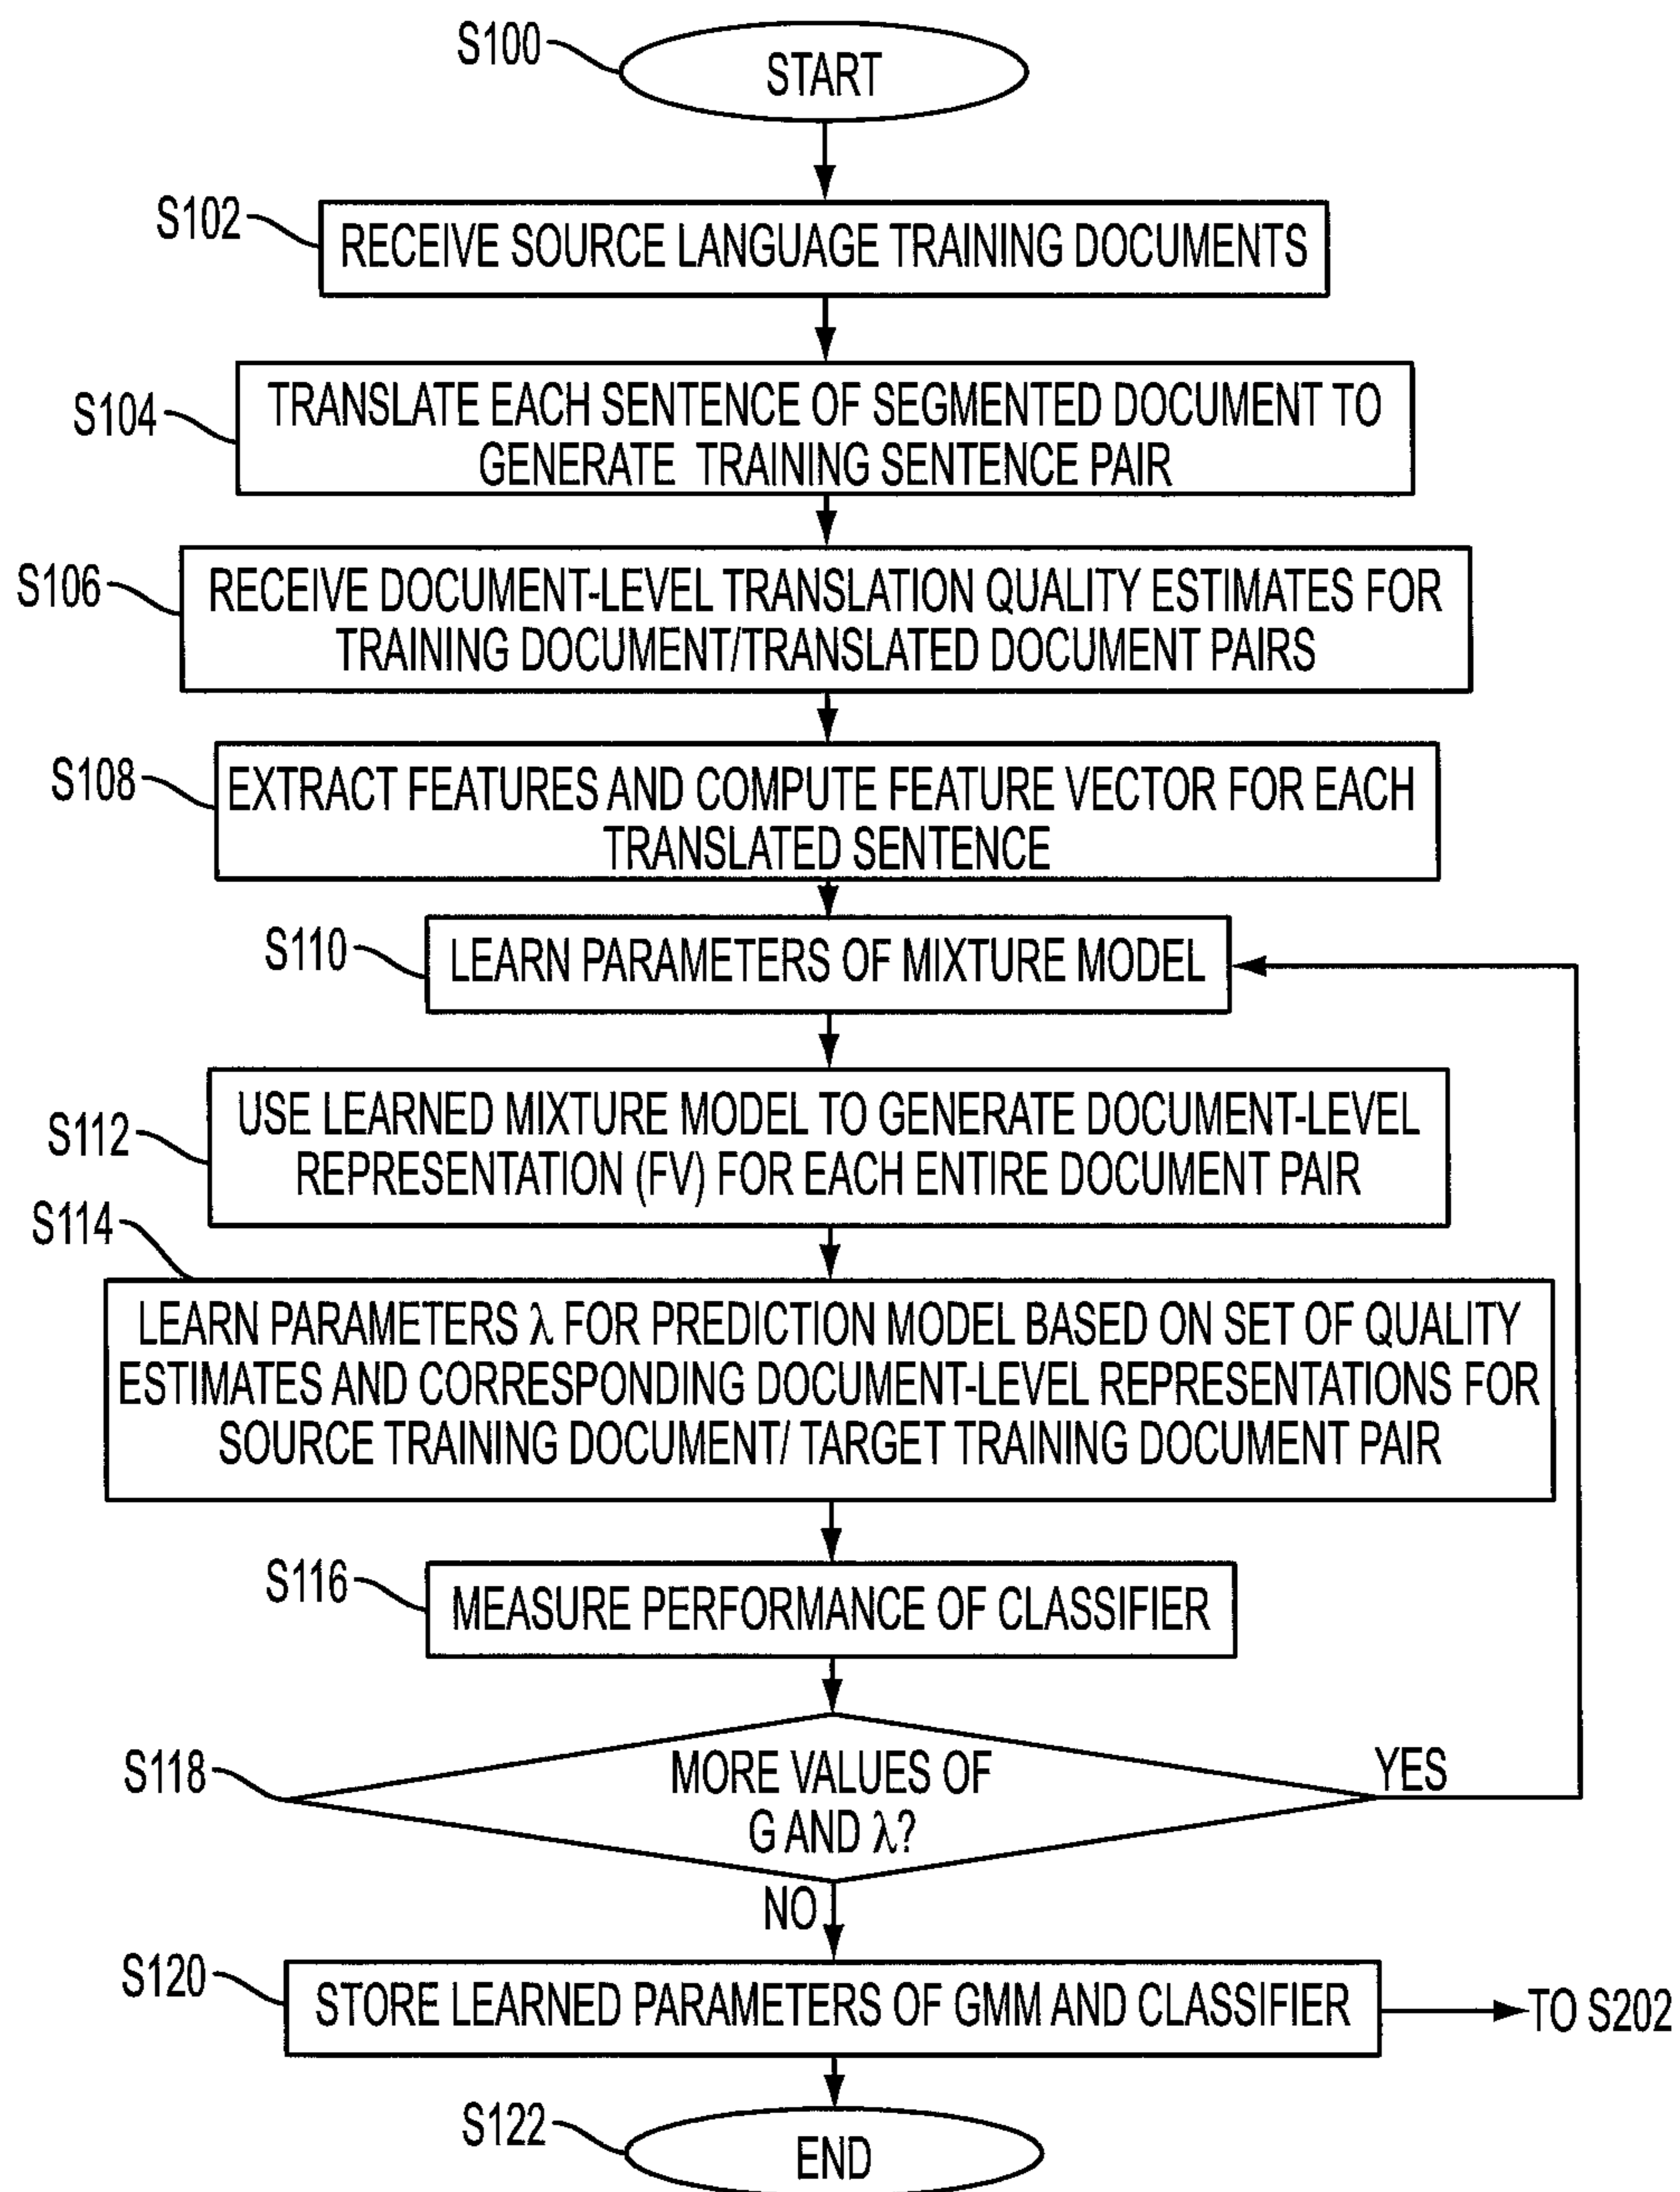 S100
START
S102
RECEIVE SOURCE LANGUAGE TRAINING DOCUMENTS
S104
TRANSLATE EACH SENTENCE OF SEGMENTED DOCUMENT TO
GENERATE TRAINING SENTENCE PAIR
S106
RECEIVE DOCUMENT-LEVEL TRANSLATION QUALITY ESTIMATES FOR
TRAINING DOCUMENT/TRANSLATED DOCUMENT PAIRS
S108
EXTRACT FEATURES AND COMPUTE FEATURE VECTOR FOR EACH
TRANSLATED SENTENCE
S110
LEARN PARAMETERS OF MIXTURE MODEL
S112
USE LEARNED MIXTURE MODEL TO GENERATE DOCUMENT-LEVEL
REPRESENTATION (FV) FOR EACH ENTIRE DOCUMENT PAIR
S114
LEARN PARAMETERS λ FOR PREDICTION MODEL BASED ON SET OF QUALITY
ESTIMATES AND CORRESPONDING DOCUMENT-LEVEL REPRESENTATIONS FOR
SOURCE TRAINING DOCUMENT/ TARGET TRAINING DOCUMENT PAIR
S116
MEASURE PERFORMANCE OF CLASSIFIER
S118
MORE VALUES OF
G AND λ?
YES
NO
S120
STORE LEARNED PARAMETERS OF GMM AND CLASSIFIER
TO S202
S122
END